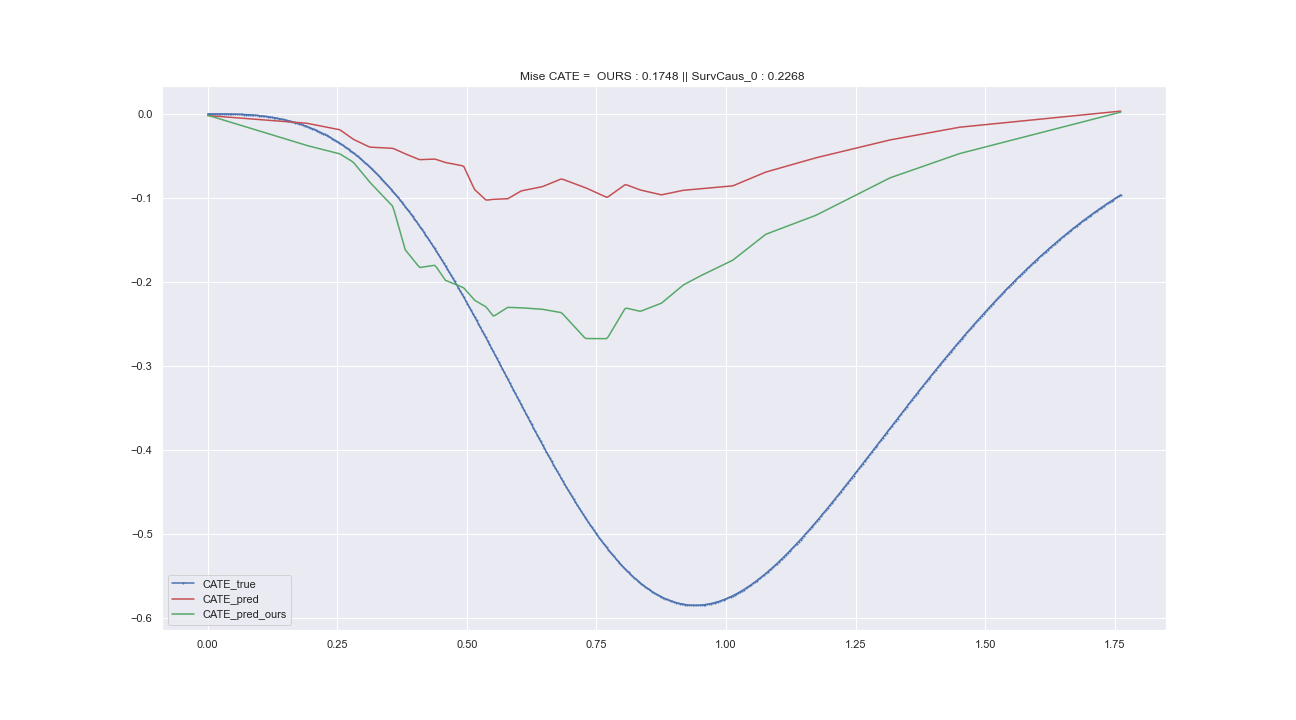 Mise CATE =  OURS : 0.1748 || SurvCaus_0 : 0.2268
0.0
−0.1
−0.2
−0.3
−0.4
−0.5
−0.6
CATE_true
CATE_pred
CATE_pred_ours
0.00 0.25 0.50 0.75 1.00 1.25 1.50 1.75